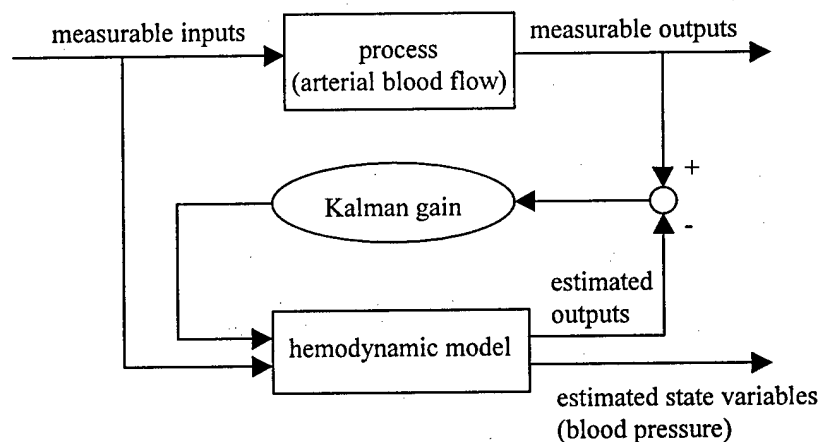 measurable inputs
process
(arterial blood flow)
measurable outputs
+
Kalman gain
-
estimated
outputs
hemodynamic model
estimated state variables
(blood pressure)